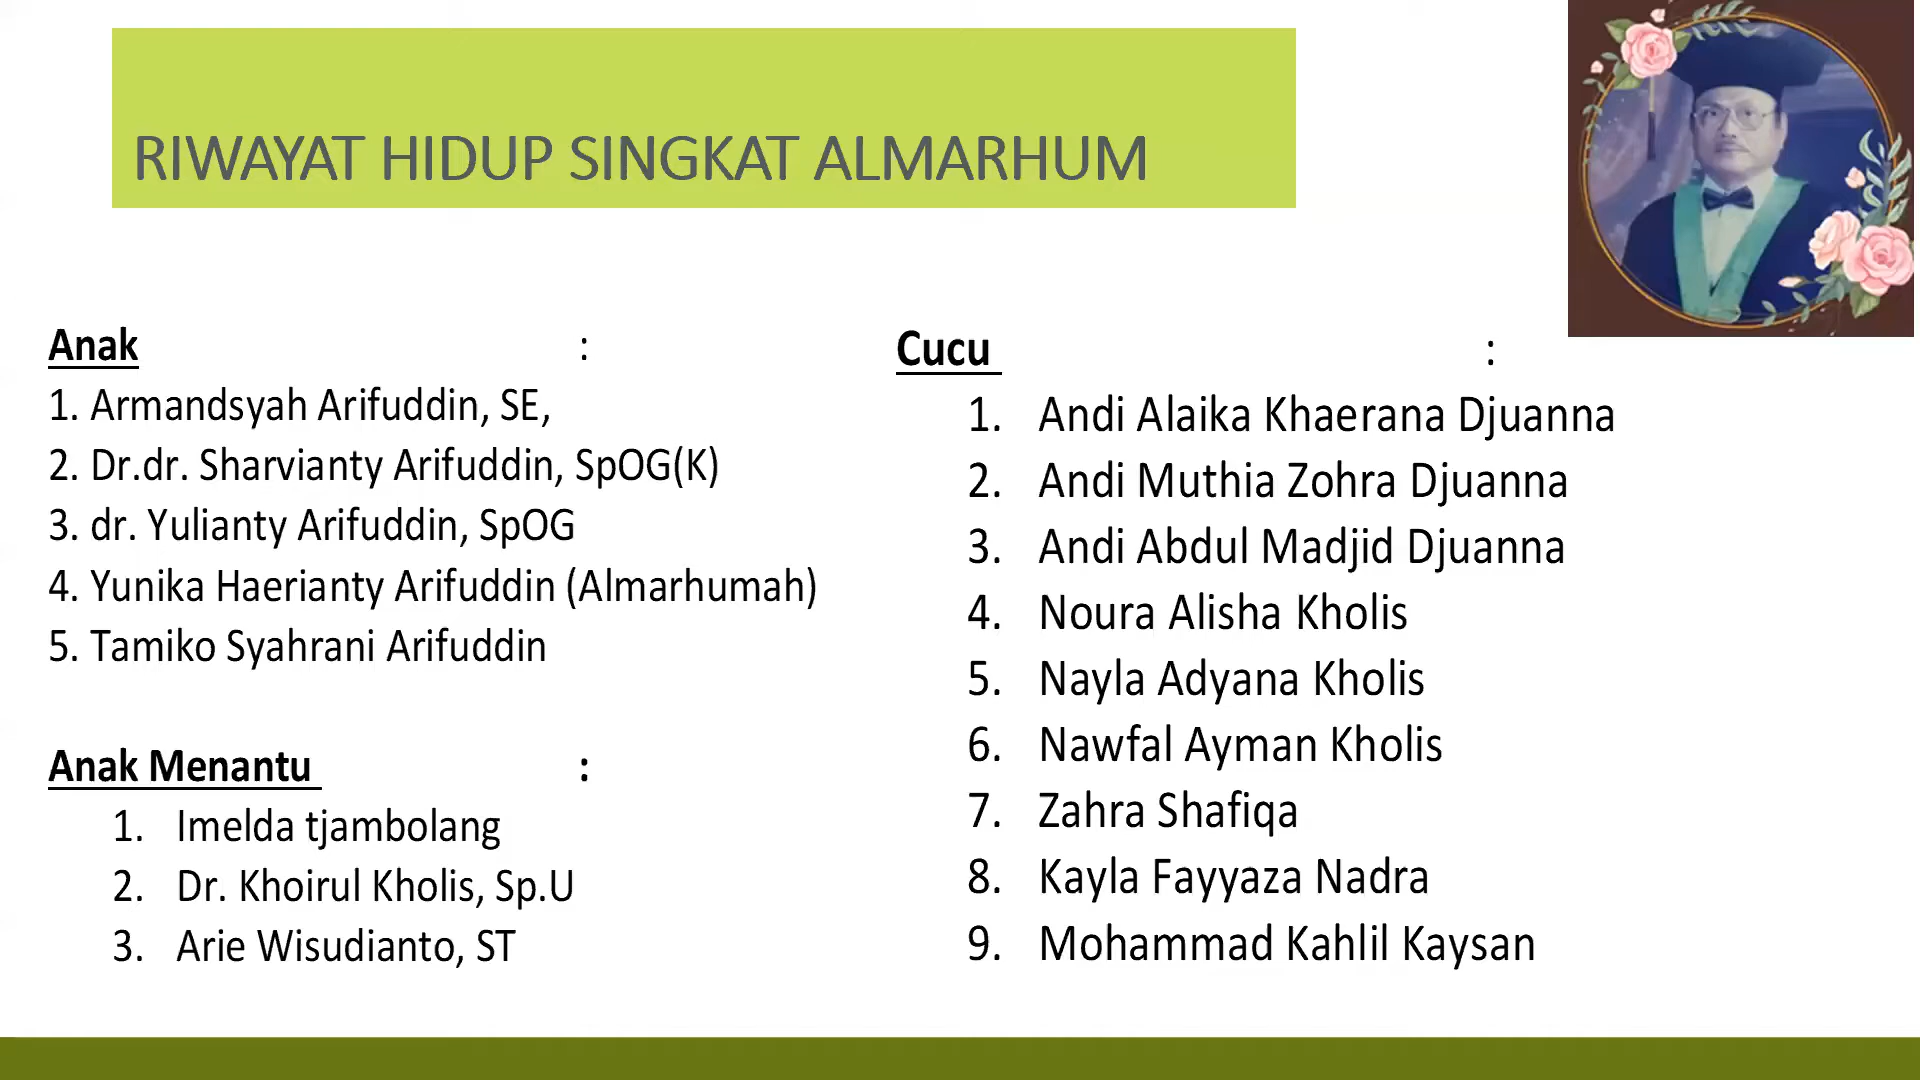 RIWAYAT HIDUP SINGKAT ALMARHUM
Anak :
1. Armandsyah Arifuddin, SE,
2. Dr.dr. Sharvianty Arifuddin, SpOG(K)
3. dr. Yulianty Arifuddin, SpOG
4. Yunika Haerianty Arifuddin (Almarhumah)
5. Tamiko Syahrani Arifuddin
Anak Menantu :
1. Imelda tjambolang
2. Dr. Khoirul Kholis, Sp.U
3. Arie Wisudianto, ST
Cucu :
1. Andi Alaika Khaerana Djuanna
2. Andi Muthia Zohra Djuanna
3. Andi Abdul Madjid Djuanna
4. Noura Alisha Kholis
5. Nayla Adyana Kholis
6. Nawfal Ayman Kholis
7. Zahra Shafiqa
8. Kayla Fayyaza Nadra
9. Mohammad Kahlil Kaysan